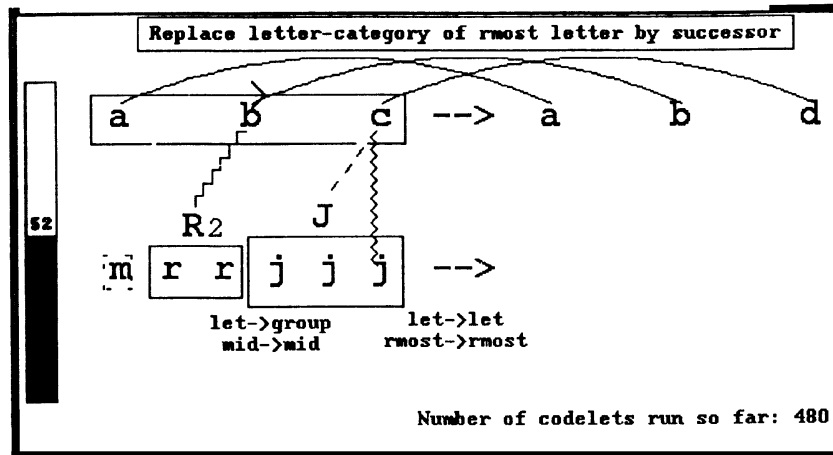 Replace letter-category of rmost letter by successor
a b c --> a b d
52
R2 J
m r r j j j -->
let->group let->let
mid->mid rmost->rmost
Number of codelets run so far: 480